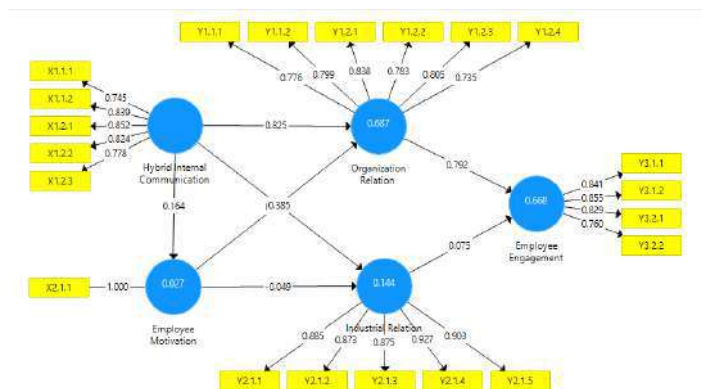 Y1.1.1
Y1.1.2
Y1.2.1
Y1.2.2
Y1.2.3
Y1.2.4
X1.1.1
X1.1.2
X1.2.1
X1.2.2
X1.2.3
0.745
0.839
0.852
0.824
0.778
0.776
0.799
0.838
0.783
0.805
0.735
Hybrid Internal
Communication
0.825
0.687
Organization
Relation
0.792
0.164
0.385
0.668
Employee
Engagement
0.841
0.855
0.829
0.760
Y3.1.1
Y3.1.2
Y3.2.1
Y3.2.2
X2.1.1
1.000
0.027
Employee
Motivation
-0.049
0.144
Industrial Relation
0.075
0.885
0.873
0.875
0.927
0.903
Y2.1.1
Y2.1.2
Y2.1.3
Y2.1.4
Y2.1.5